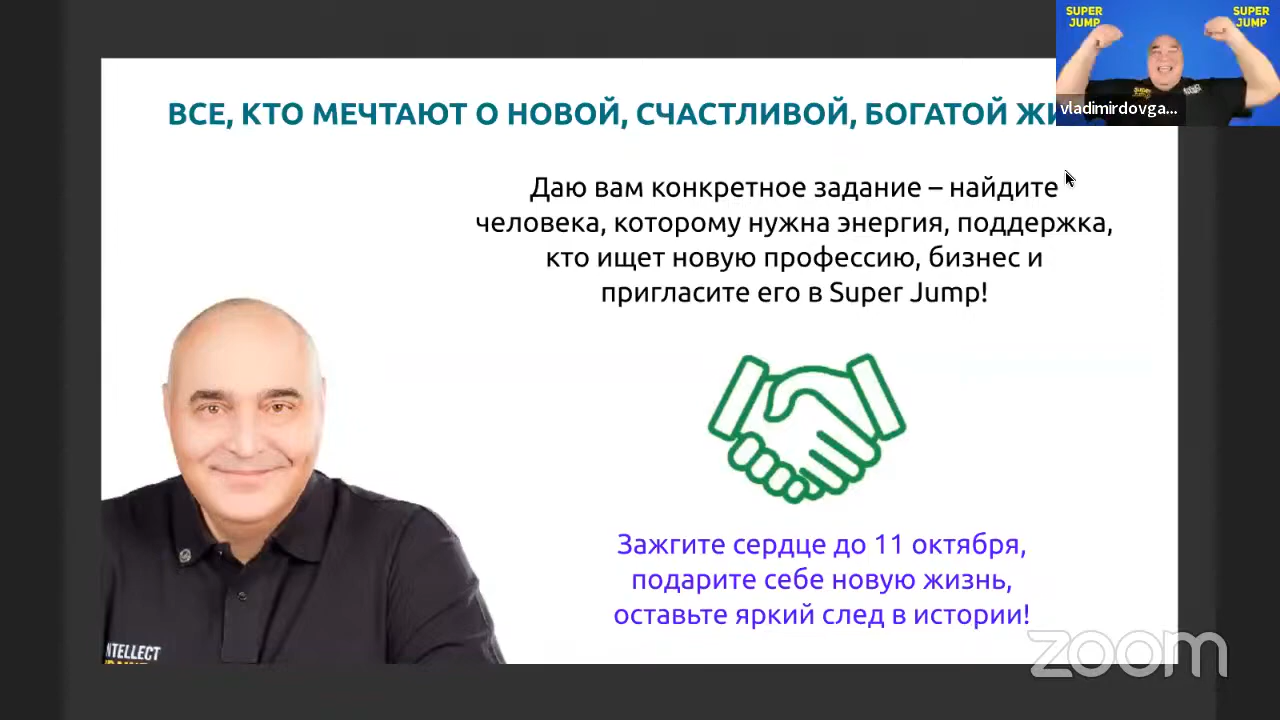 SUPER
JUMP
SUPER
JUMP
vladimirdovga...
ВСЕ, КТО МЕЧТАЮТ О НОВОЙ, СЧАСТЛИВОЙ, БОГАТОЙ
Даю вам конкретное задание – найдите
человека, которому нужна энергия, поддержка,
кто ищет новую профессию, бизнес и
пригласите его в Super Jump!
Зажгите сердце до 11 октября,
подарите себе новую жизнь,
оставьте яркий след в истории!
zoom